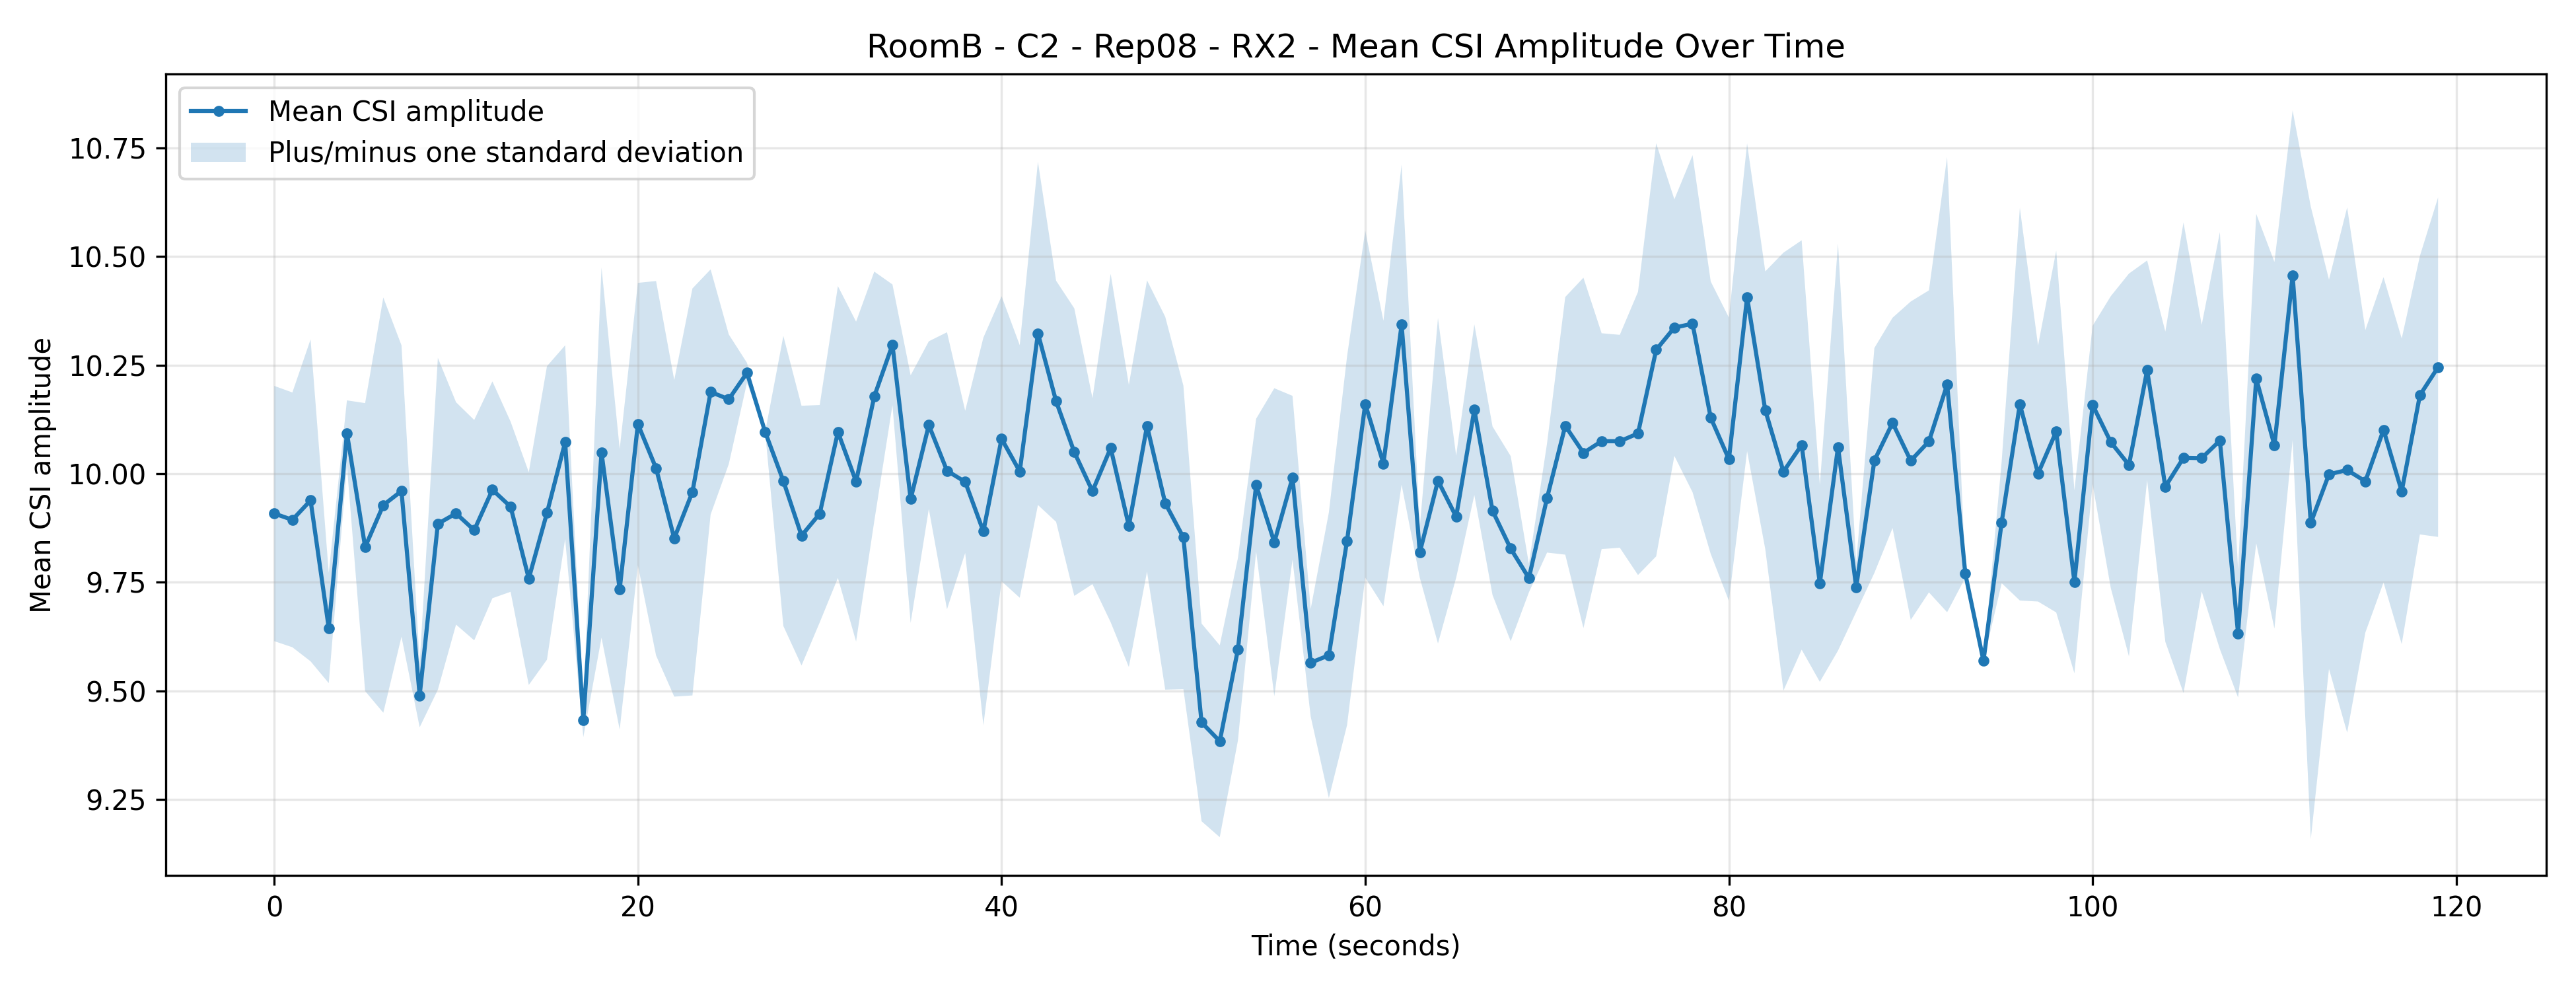 RoomB - C2 - Rep08 - RX2 - Mean CSI Amplitude Over Time
Mean CSI amplitude
Plus/minus one standard deviation
Mean CSI amplitude
10.75
10.50
10.25
10.00
9.75
9.50
9.25
0 20 40 60 80 100 120
Time (seconds)